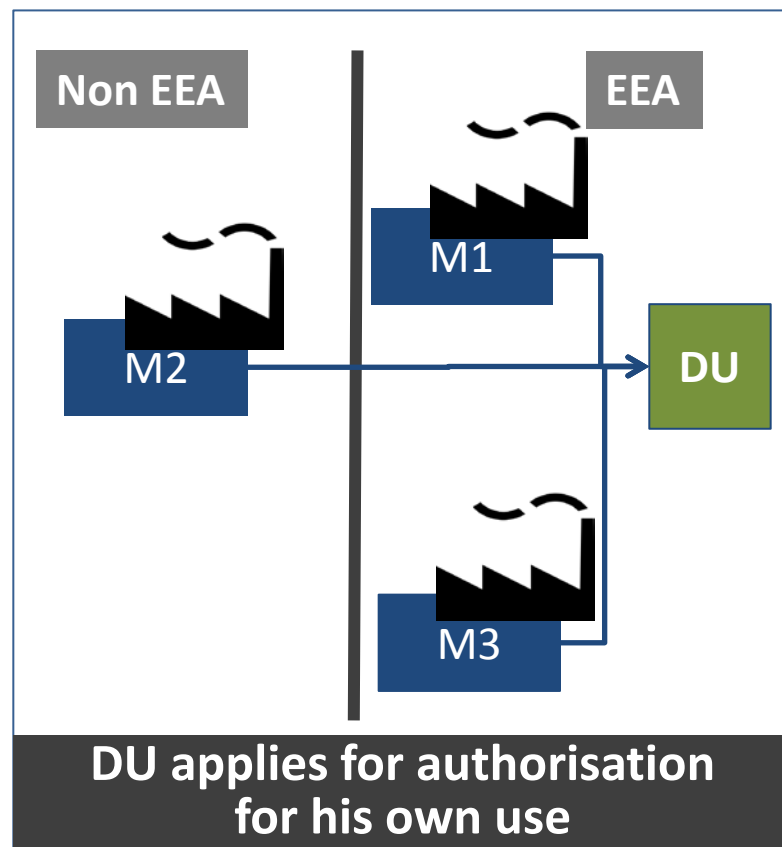 Non EEA
EEA
M1
M2
DU
M3
DU applies for authorisation
for his own use